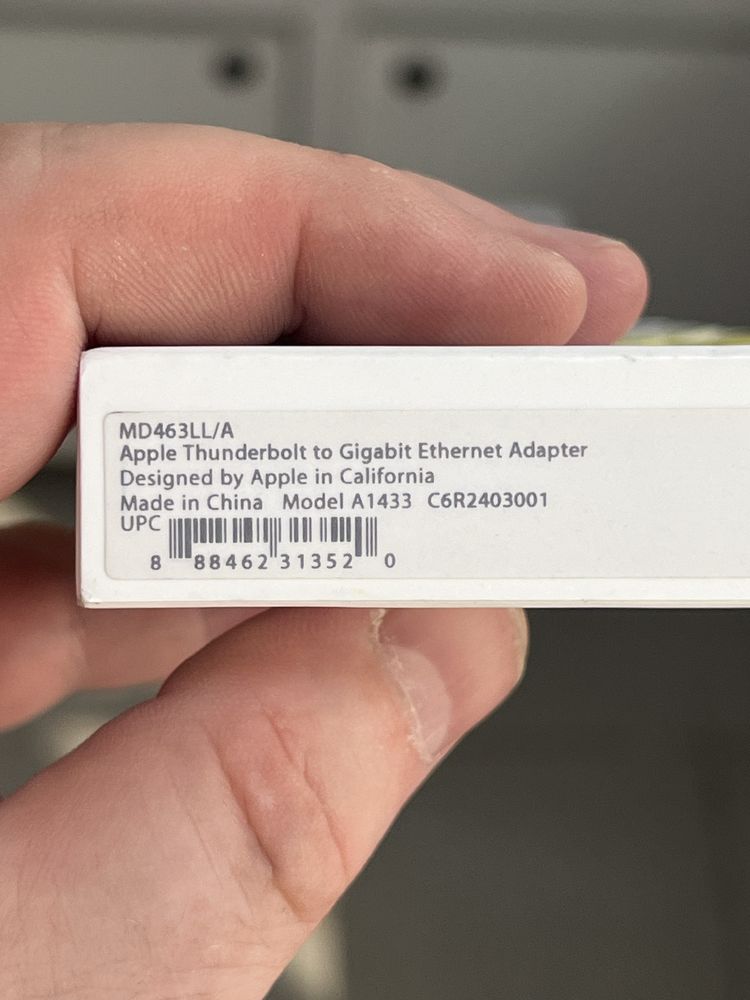 MD463LL/A
Apple Thunderbolt to Gigabit Ethernet Adapter
Designed by Apple in California
Made in China Model A1433 C6R2403001
UPC
8 88462 31352 0